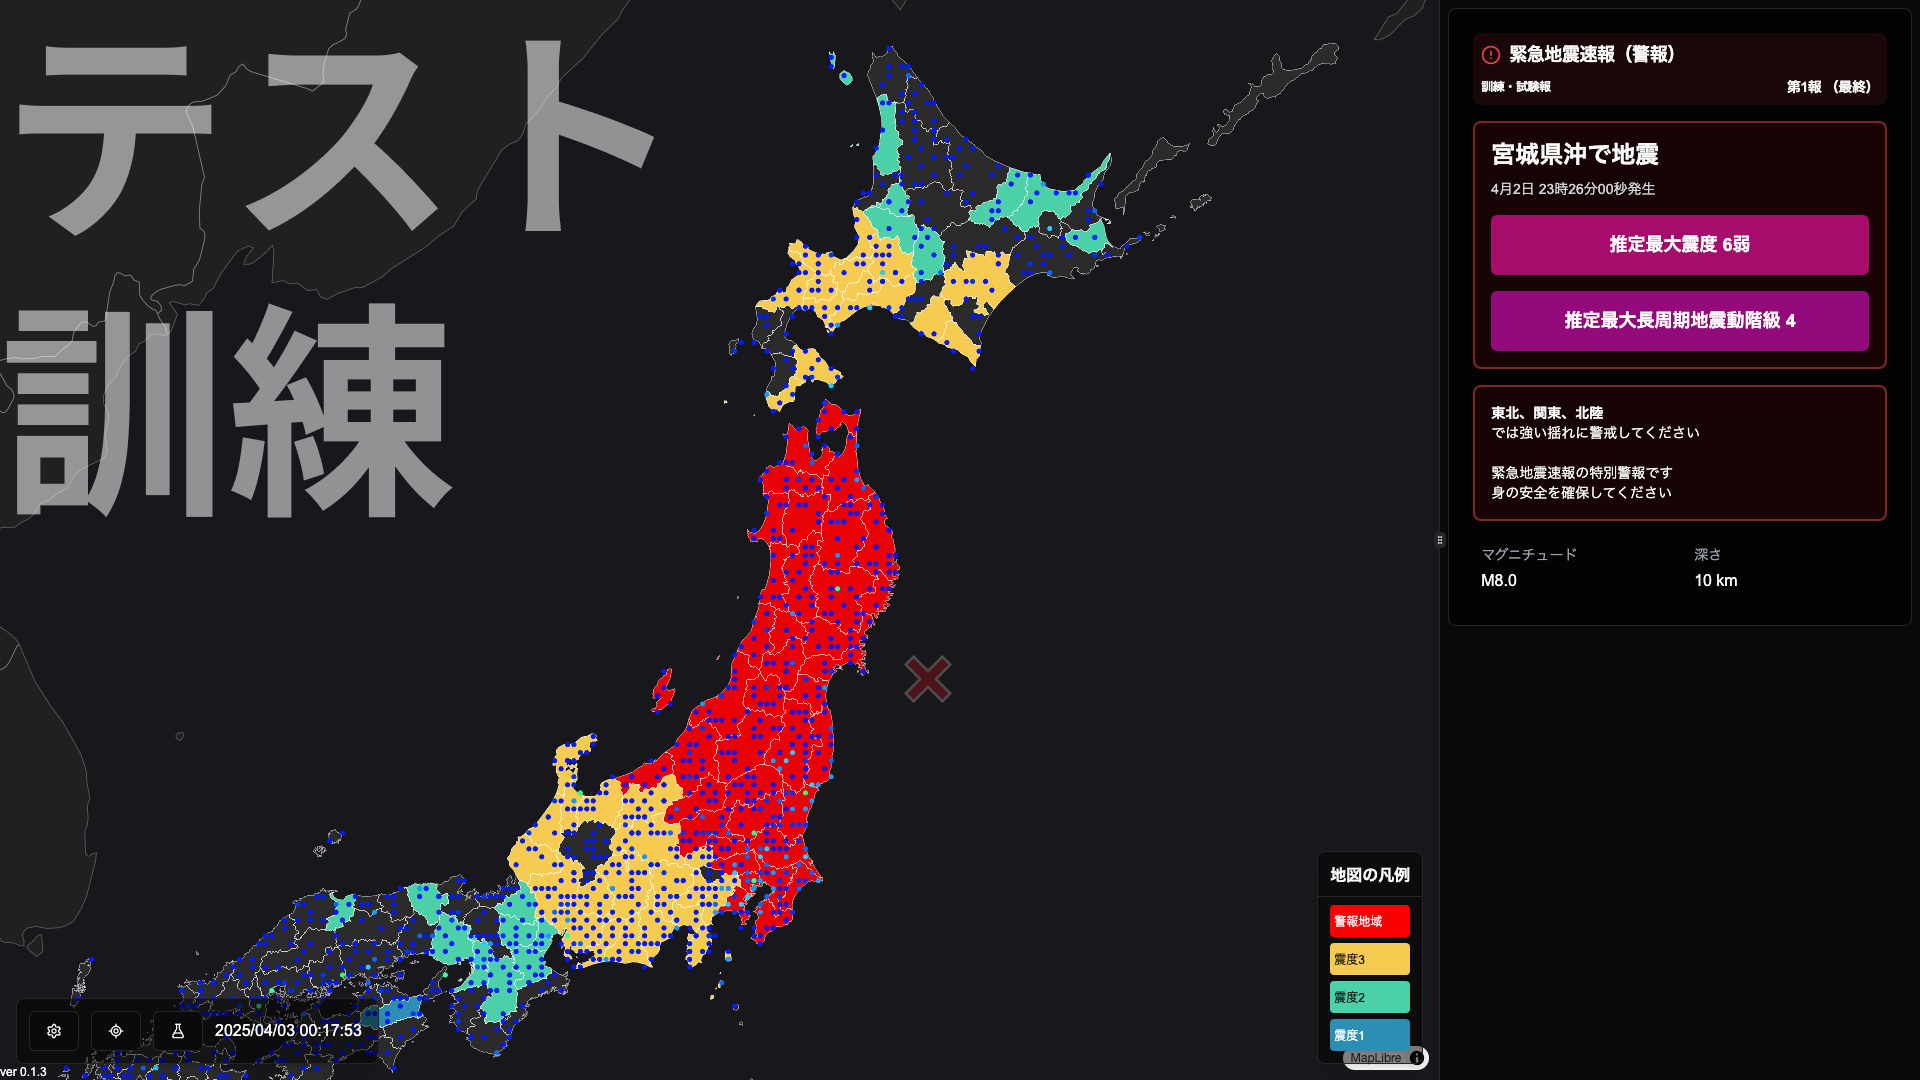 テスト
訓練
緊急地震速報（警報）
訓練・試験報
第1報 （最終）
宮城県沖で地震
4月2日 23時26分00秒発生
推定最大震度 6弱
推定最大長周期地震動階級 4
東北、関東、北陸
では強い揺れに警戒してください
緊急地震速報の特別警報です
身の安全を確保してください
マグニチュード
深さ
M8.0
10 km
地図の凡例
警報地域
震度3
震度2
震度1
MapLibre
2025/04/03 00:17:53
ver 0.1.3